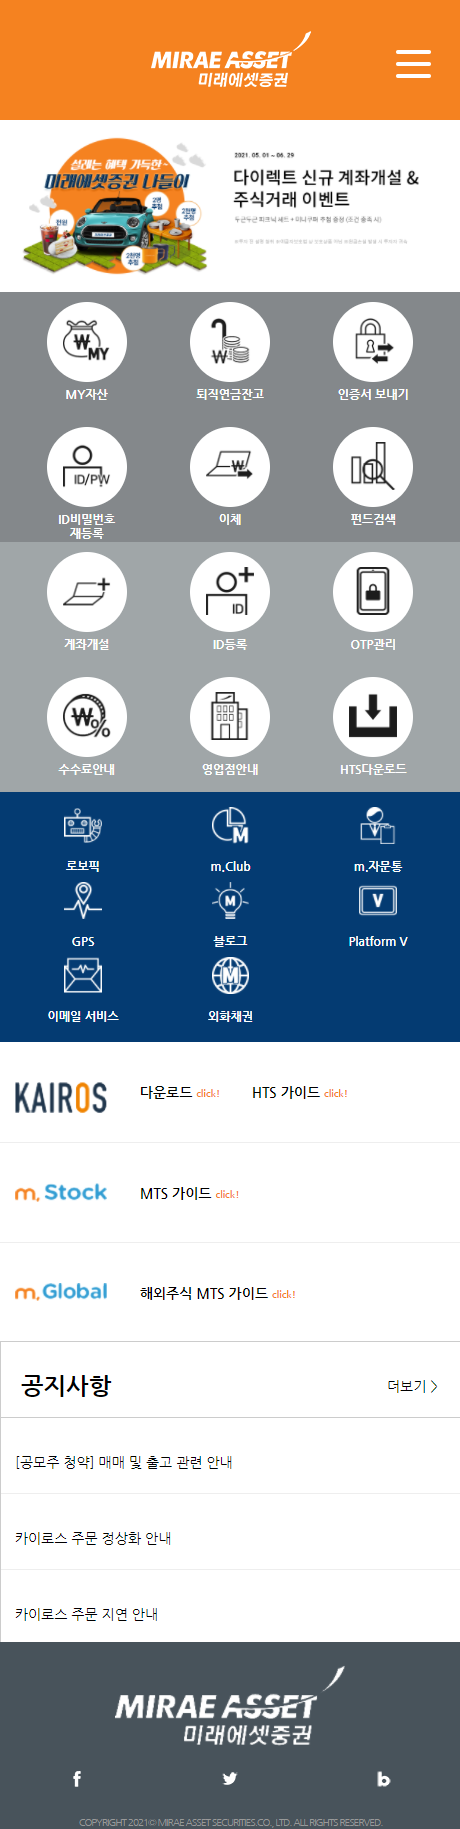 MIRAE ASSET
미래에셋증권
설레는 혜택 가득한~
미래에셋증권 나들이
2021. 05. 01 ~ 06. 29
다이렉트 신규 계좌개설 &
주식거래 이벤트
MY자산
퇴직연금잔고
인증서 보내기
ID비밀번호
재등록
이체
펀드검색
계좌개설
ID등록
OTP관리
수수료안내
영업점안내
HTS다운로드
로보픽
m.Club
m.자문통
GPS
블로그
Platform V
이메일 서비스
외화채권
KAIROS
다운로드 click!
HTS 가이드 click!
m.Stock
MTS 가이드 click!
m.Global
해외주식 MTS 가이드 click!
공지사항
더보기 >
[공모주 청약] 매매 및 출고 관련 안내
카이로스 주문 정상화 안내
카이로스 주문 지연 안내
MIRAE ASSET
미래에셋증권
COPYRIGHT 2021© MIRAE ASSET SECURITIES.CO., LTD. ALL RIGHTS RESERVED.